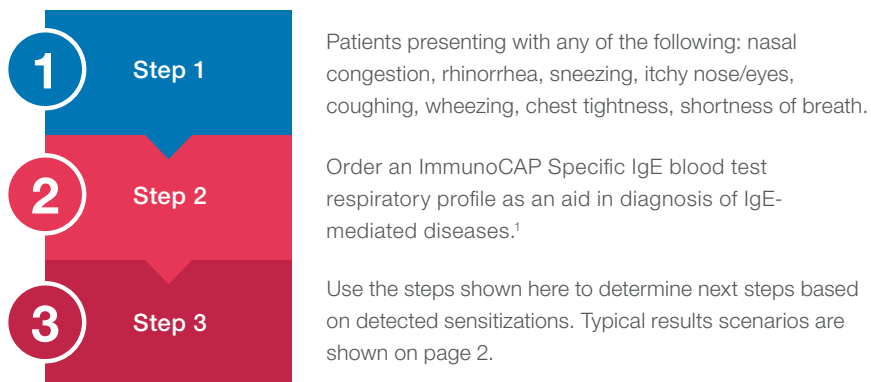 1
Step 1
Patients presenting with any of the following: nasal
congestion, rhinorrhea, sneezing, itchy nose/eyes,
coughing, wheezing, chest tightness, shortness of breath.
2
Step 2
Order an ImmunoCAP Specific IgE blood test
respiratory profile as an aid in diagnosis of IgE-
mediated diseases.¹
3
Step 3
Use the steps shown here to determine next steps based
on detected sensitizations. Typical results scenarios are
shown on page 2.